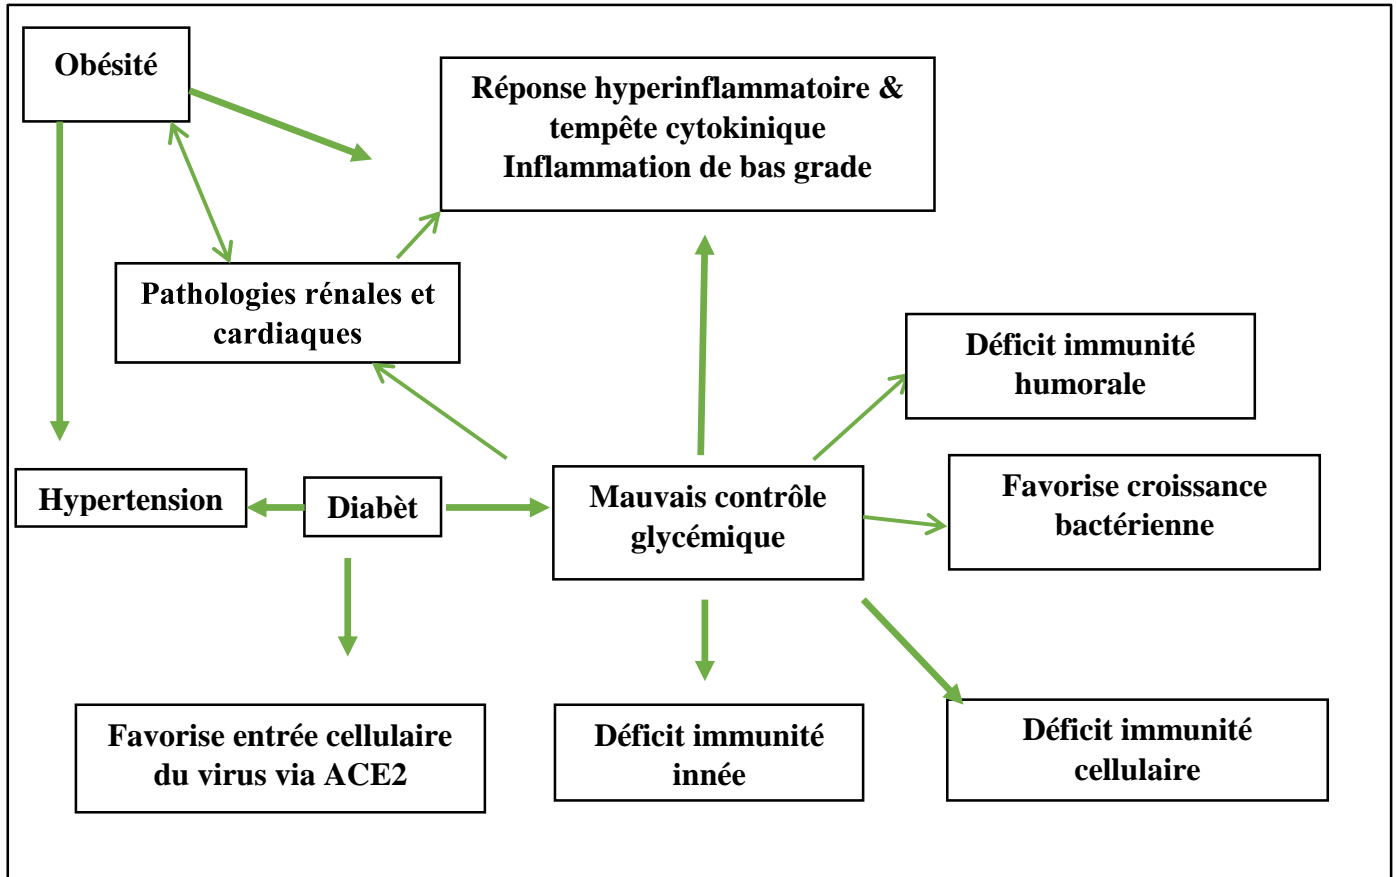 Obésité
Réponse hyperinflammatoire &
tempête cytokinique
Inflammation de bas grade
Pathologies rénales et
cardiaques
Déficit immunité
humorale
Hypertension
Diabèt
Mauvais contrôle
glycémique
Favorise croissance
bactérienne
Favorise entrée cellulaire
du virus via ACE2
Déficit immunité
innée
Déficit immunité
cellulaire